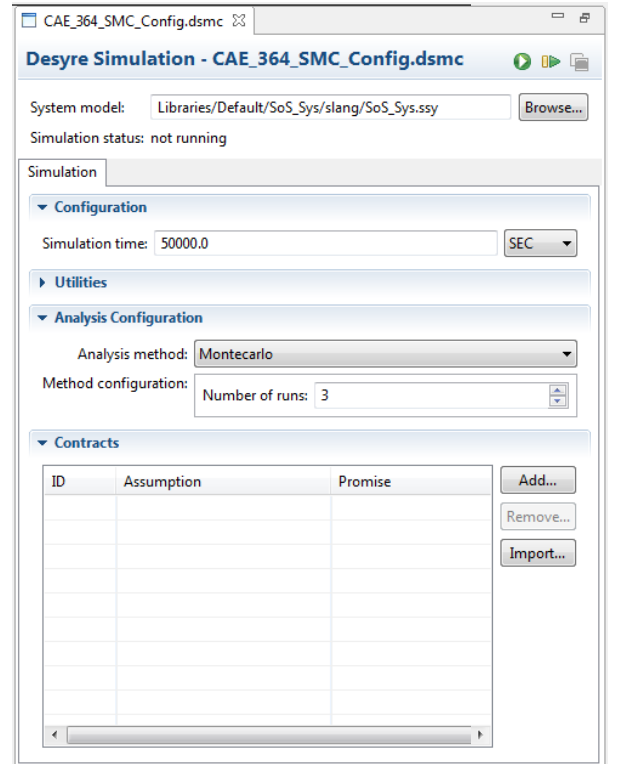 CAE_364_SMC_Config.dsmc
Desyre Simulation - CAE_364_SMC_Config.dsmc
System model: Libraries/Default/SoS_Sys/slang/SoS_Sys.ssy Browse...
Simulation status: not running
Simulation
Configuration
Simulation time: 50000.0 SEC
Utilities
Analysis Configuration
Analysis method: Montecarlo
Method configuration: Number of runs: 3
Contracts
ID Assumption Promise Add...
Remove...
Import...